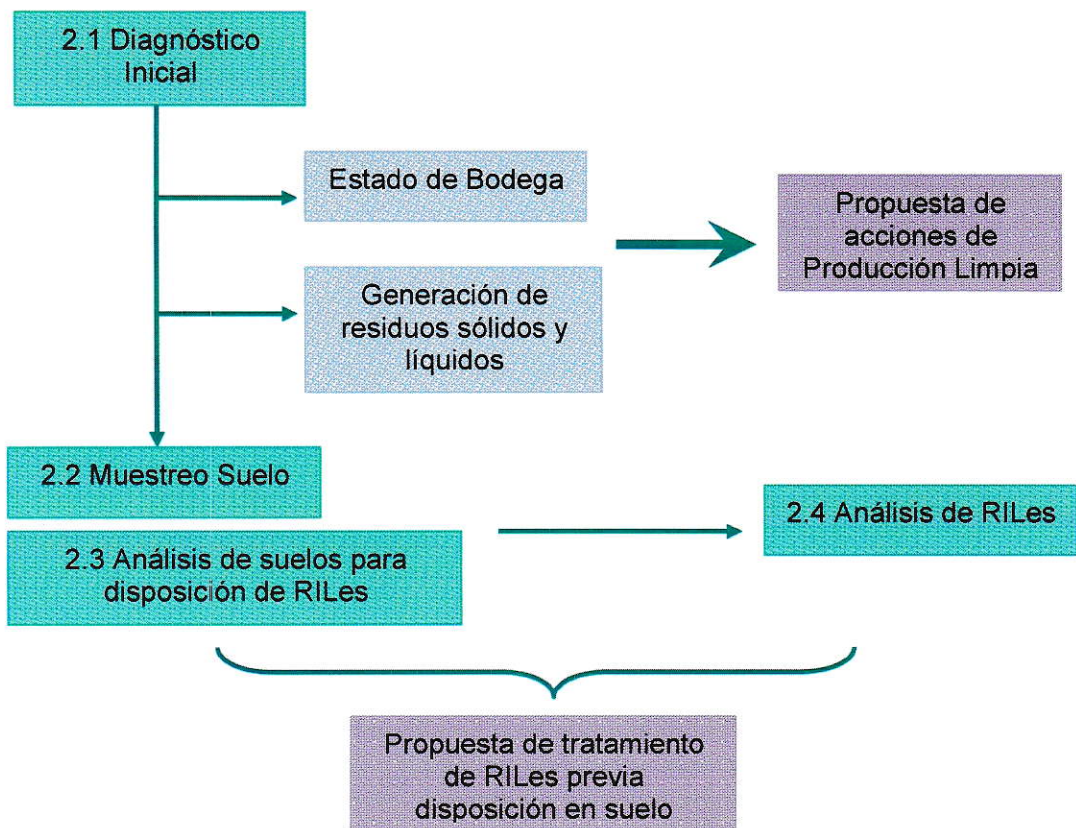 2.1 Diagnóstico
Inicial
Estado de Bodega
Propuesta de
acciones de
Producción Limpia
Generación de
residuos sólidos y
líquidos
2.2 Muestreo Suelo
2.3 Análisis de suelos para
disposición de RILes
2.4 Análisis de RILes
Propuesta de tratamiento
de RILes previa
disposición en suelo